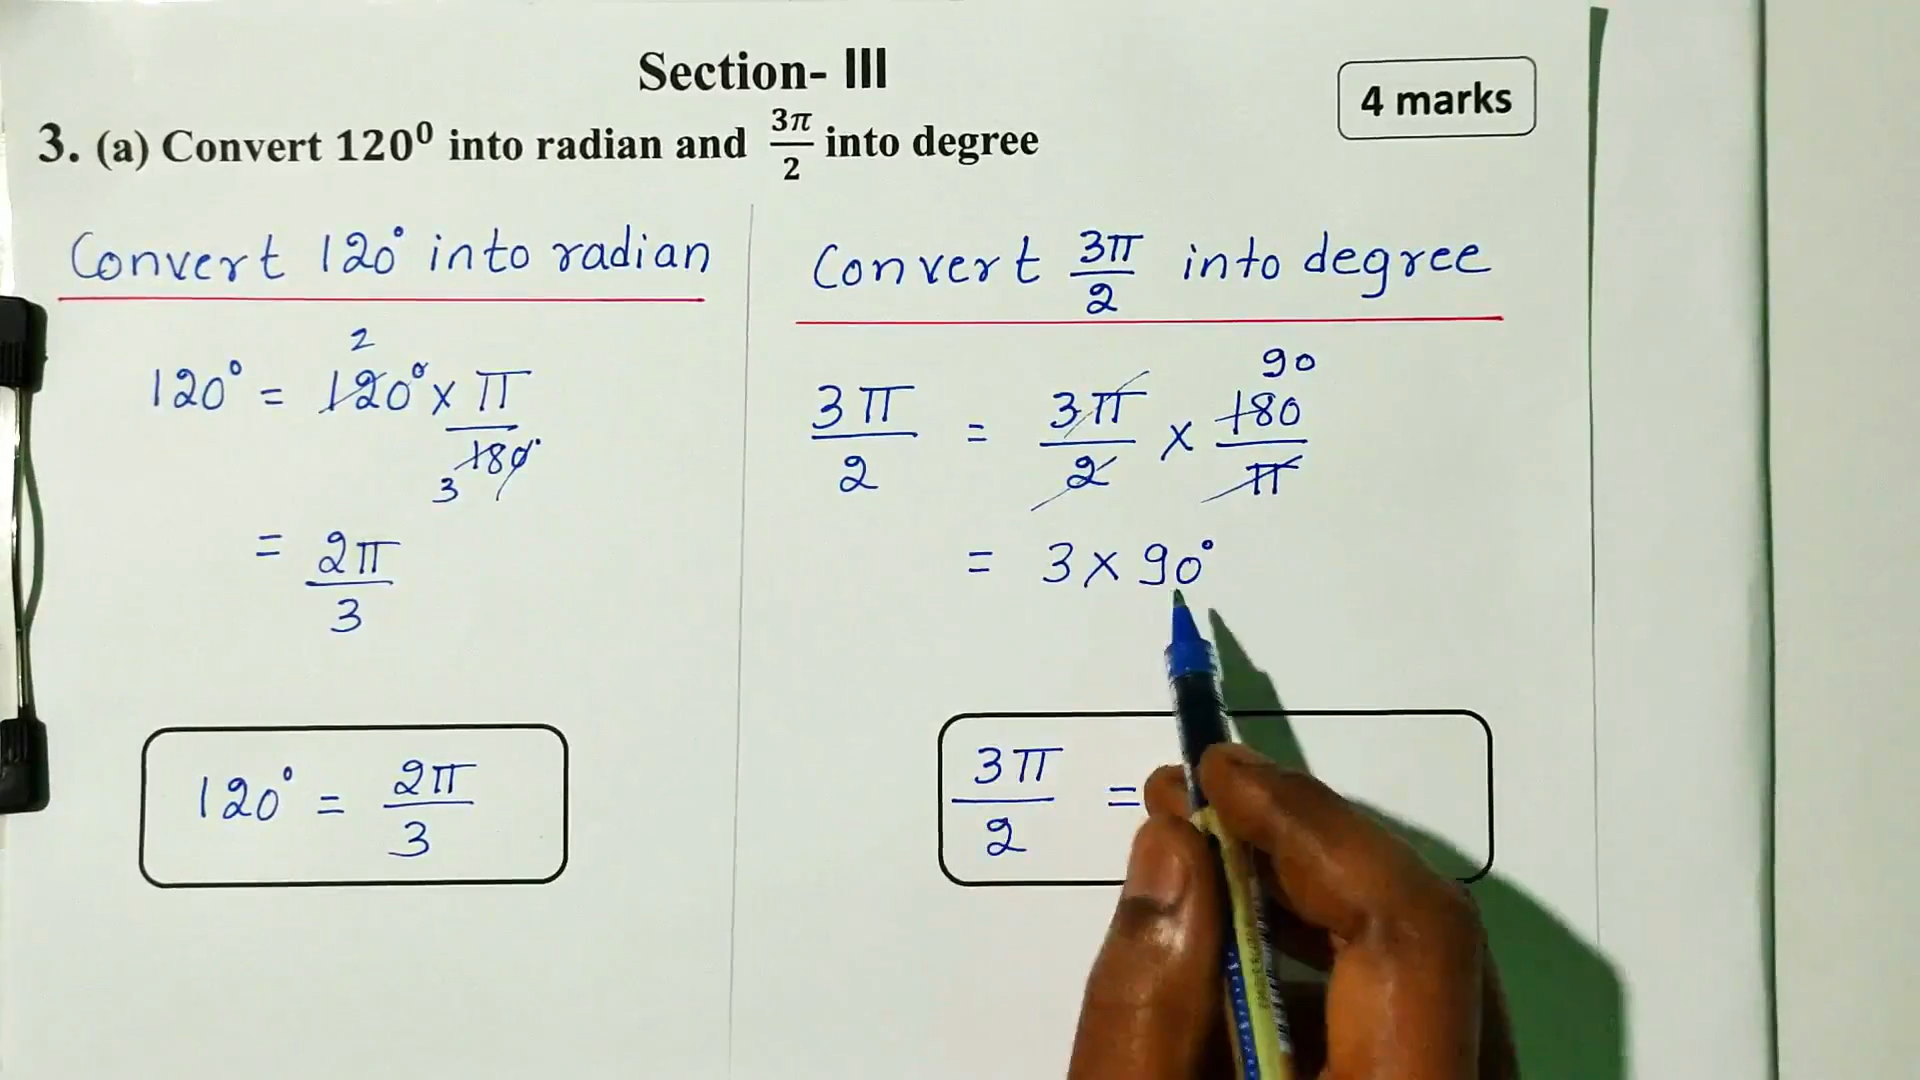 Section- III
4 marks
3. (a) Convert 120⁰ into radian and 3π/2 into degree
Convert 120° into radian
120° = 120° × π/180°
2
3
= 2π/3
120° = 2π/3
Convert 3π/2 into degree
90
3π/2 = 3π/2 × 180/π
= 3 × 90°
3π/2 =